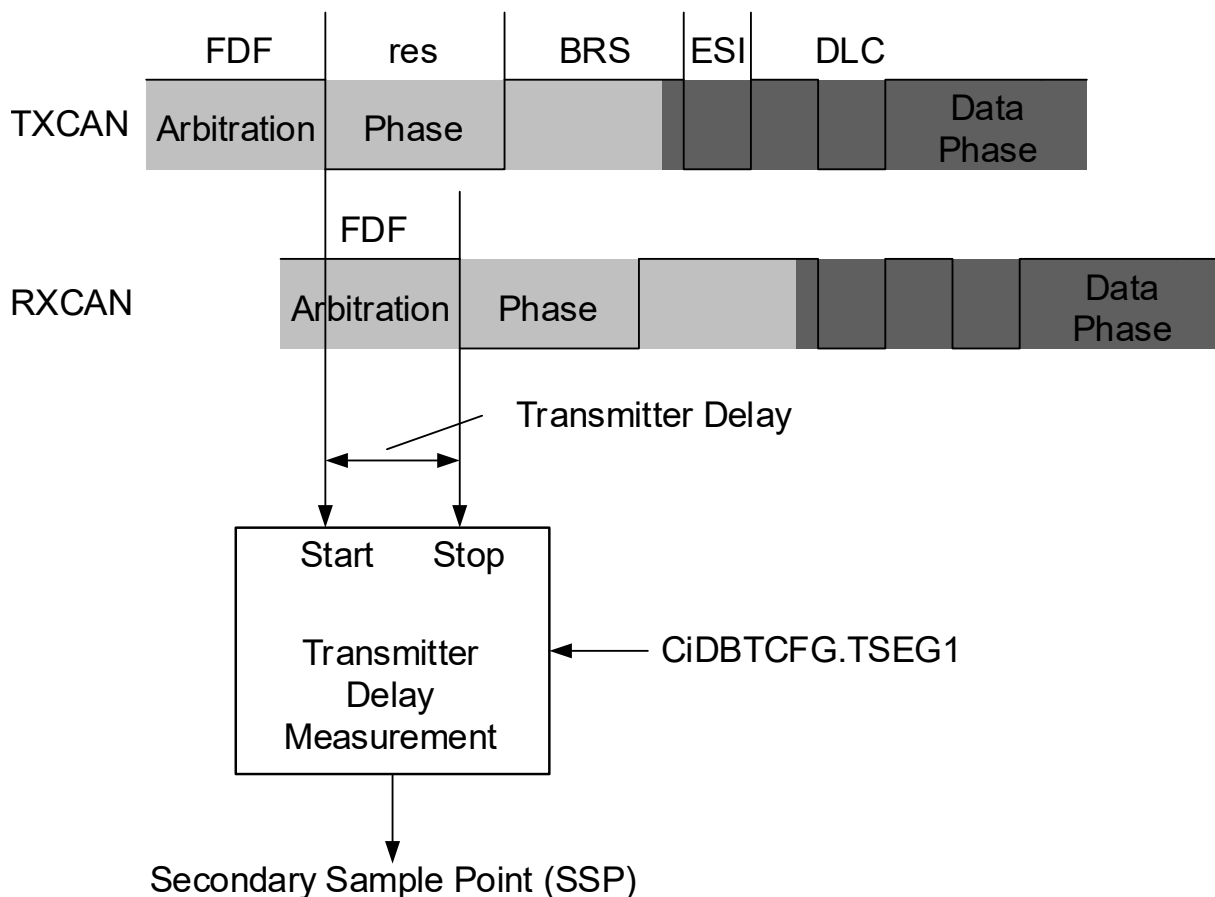 FDF res BRS ESI DLC
TXCAN Arbitration Phase Data
Phase
FDF
RXCAN Arbitration Phase Data
Phase
Transmitter Delay
Start Stop
Transmitter
Delay
Measurement
CiDBTCFG.TSEG1
Secondary Sample Point (SSP)